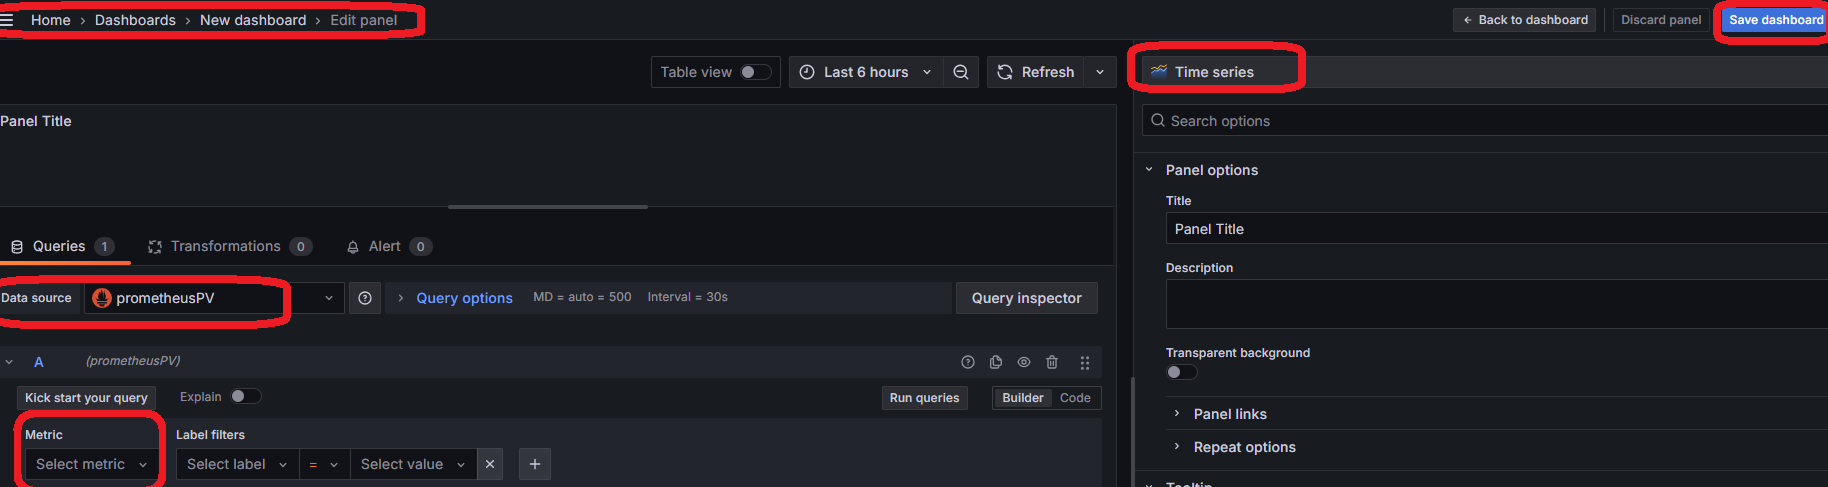 Home > Dashboards > New dashboard > Edit panel
← Back to dashboard
Discard panel
Save dashboard
Table view
Last 6 hours
Refresh
Time series
Panel Title
Search options
Panel options
Title
Panel Title
Description
Transparent background
Panel links
Repeat options
Tooltip
Queries 1
Transformations 0
Alert 0
Data source
prometheusPV
> Query options MD = auto = 500 Interval = 30s
Query inspector
A (prometheusPV)
Kick start your query
Explain
Run queries
Builder Code
Metric
Label filters
Select metric
Select label = Select value × +